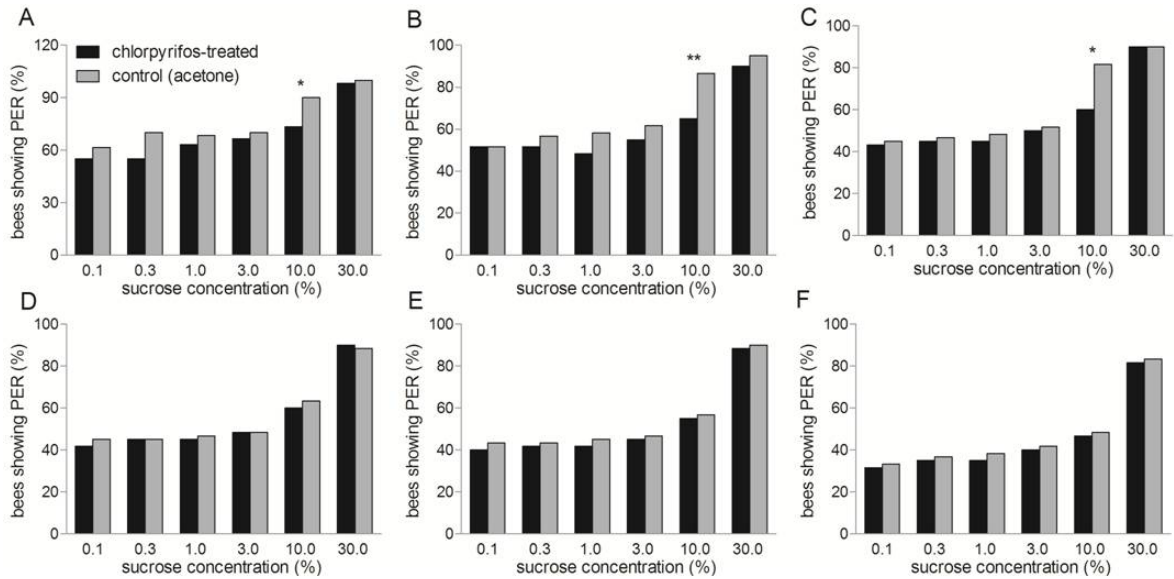 A
bees showing PER (%)
120
90
60
30
0
chlorpyrifos-treated
control (acetone)
*
0.1 0.3 1.0 3.0 10.0 30.0
sucrose concentration (%)
B
bees showing PER (%)
100
80
60
40
20
0
**
0.1 0.3 1.0 3.0 10.0 30.0
sucrose concentration (%)
C
bees showing PER (%)
100
80
60
40
20
0
*
0.1 0.3 1.0 3.0 10.0 30.0
sucrose concentration (%)
D
bees showing PER (%)
100
80
60
40
20
0
0.1 0.3 1.0 3.0 10.0 30.0
sucrose concentration (%)
E
bees showing PER (%)
100
80
60
40
20
0
0.1 0.3 1.0 3.0 10.0 30.0
sucrose concentration (%)
F
bees showing PER (%)
100
80
60
40
20
0
0.1 0.3 1.0 3.0 10.0 30.0
sucrose concentration (%)